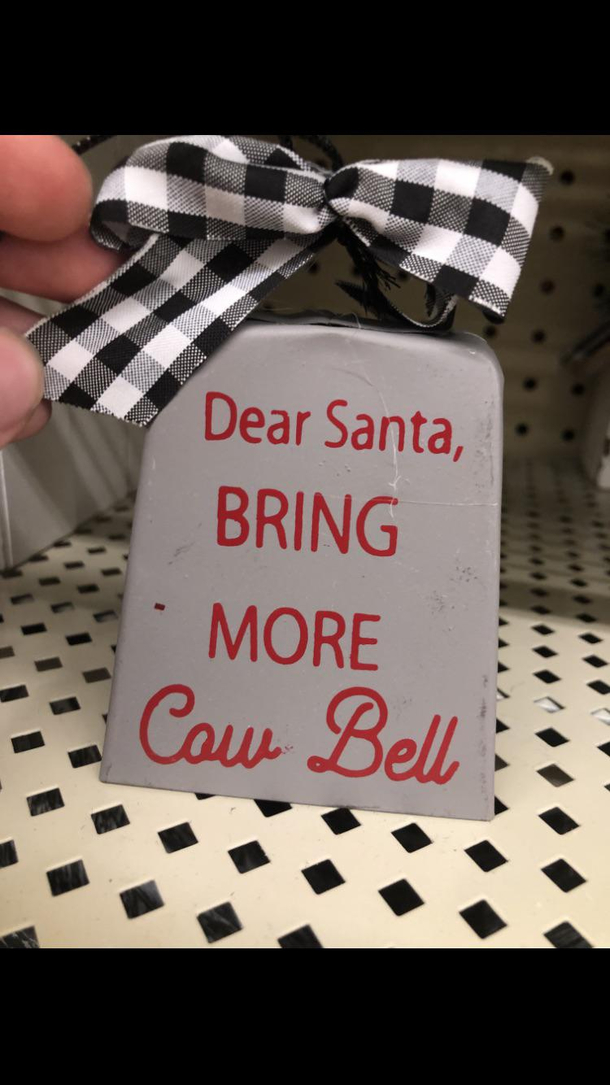 Dear Santa,
BRING
MORE
Cow Bell